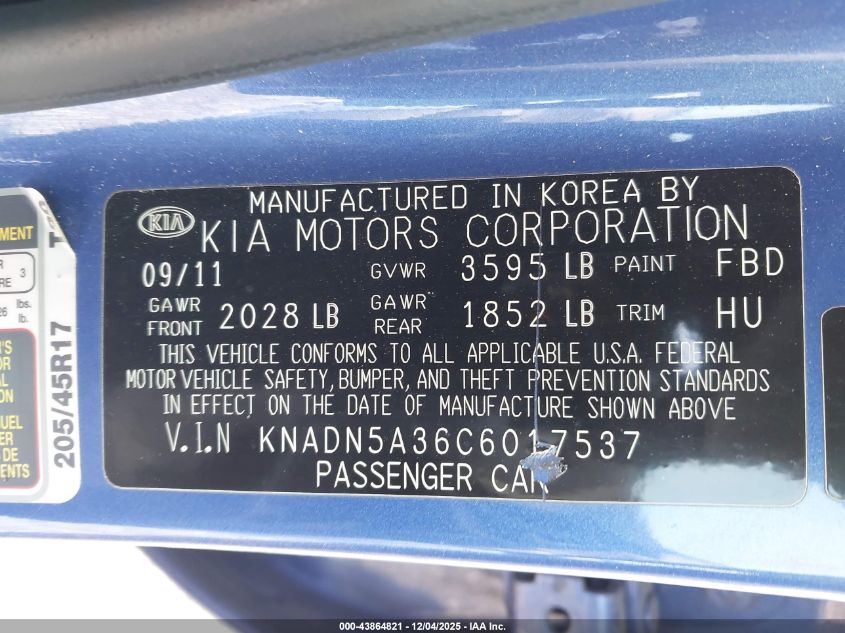 MANUFACTURED IN KOREA BY
KIA
KIA MOTORS CORPORATION
09/11 GVWR 3595 LB PAINT FBD
GAWR FRONT 2028 LB GAWR REAR 1852 LB TRIM HU
THIS VEHICLE CONFORMS TO ALL APPLICABLE U.S.A. FEDERAL
MOTOR VEHICLE SAFETY, BUMPER, AND THEFT PREVENTION STANDARDS
IN EFFECT ON THE DATE OF MANUFACTURE SHOWN ABOVE
V.I.N KNADN5A36C6017537
PASSENGER CAR
205/45R17
3
lbs.
lb.
000-43864821 - 12/04/2025 - IAA Inc.